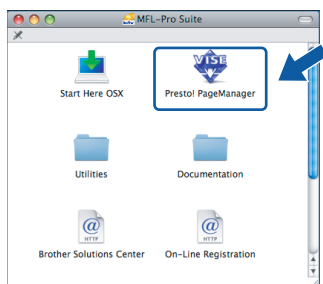 MFL-Pro Suite
VISE
Start Here OSX
Presto! PageManager
Utilities
Documentation
@
HTTP
@
HTTP
Brother Solutions Center
On-Line Registration